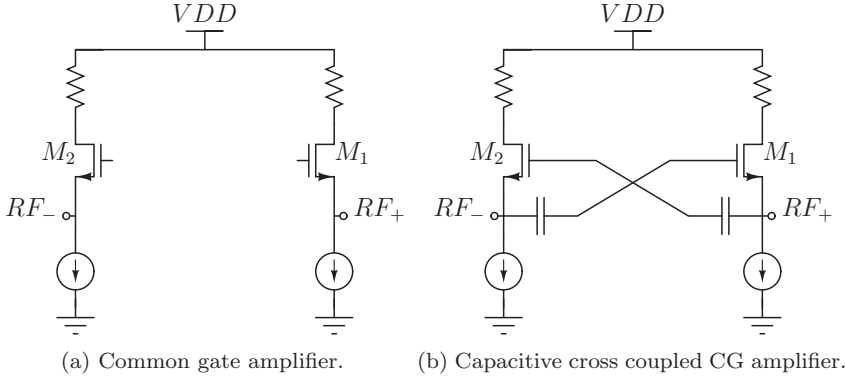 VDD
VDD
M₂
M₁
M₂
M₁
RF₋
RF₊
RF₋
RF₊
(a) Common gate amplifier.
(b) Capacitive cross coupled CG amplifier.